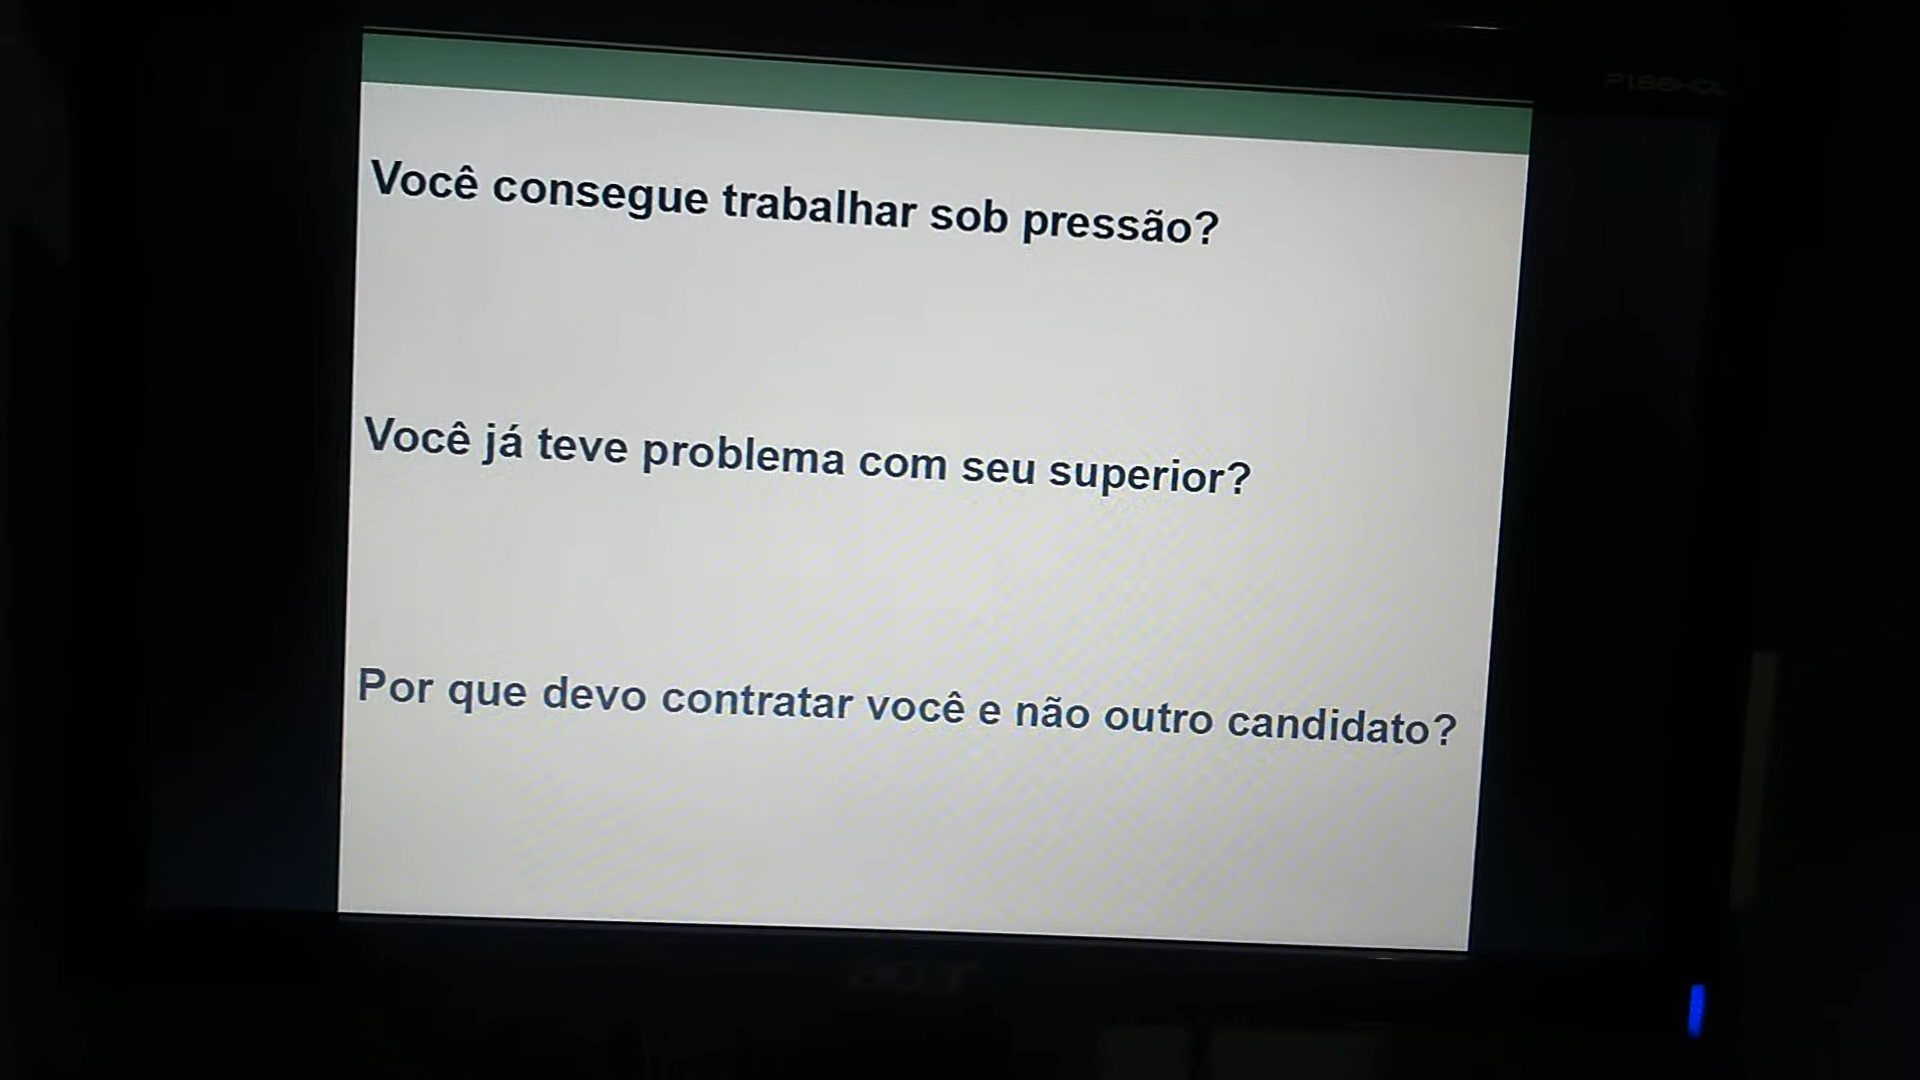 Você consegue trabalhar sob pressão?
Você já teve problema com seu superior?
Por que devo contratar você e não outro candidato?
acer